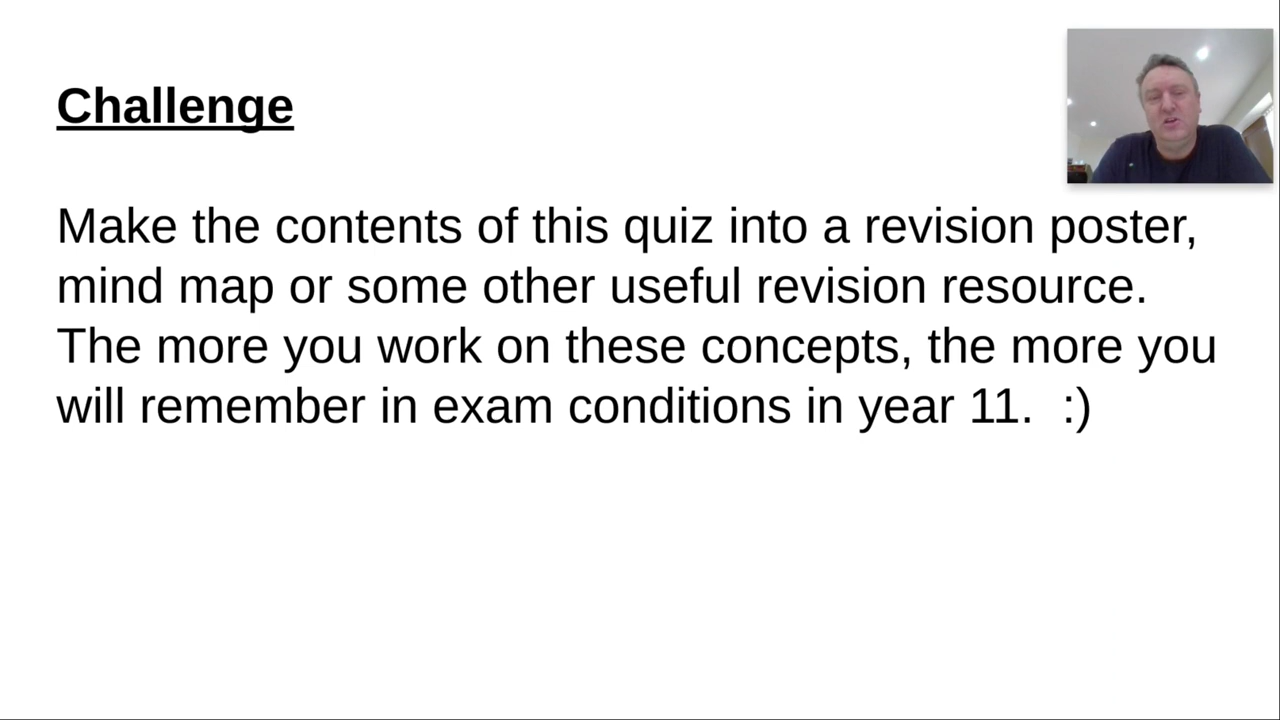 Challenge
Make the contents of this quiz into a revision poster,
mind map or some other useful revision resource.
The more you work on these concepts, the more you
will remember in exam conditions in year 11.  :)